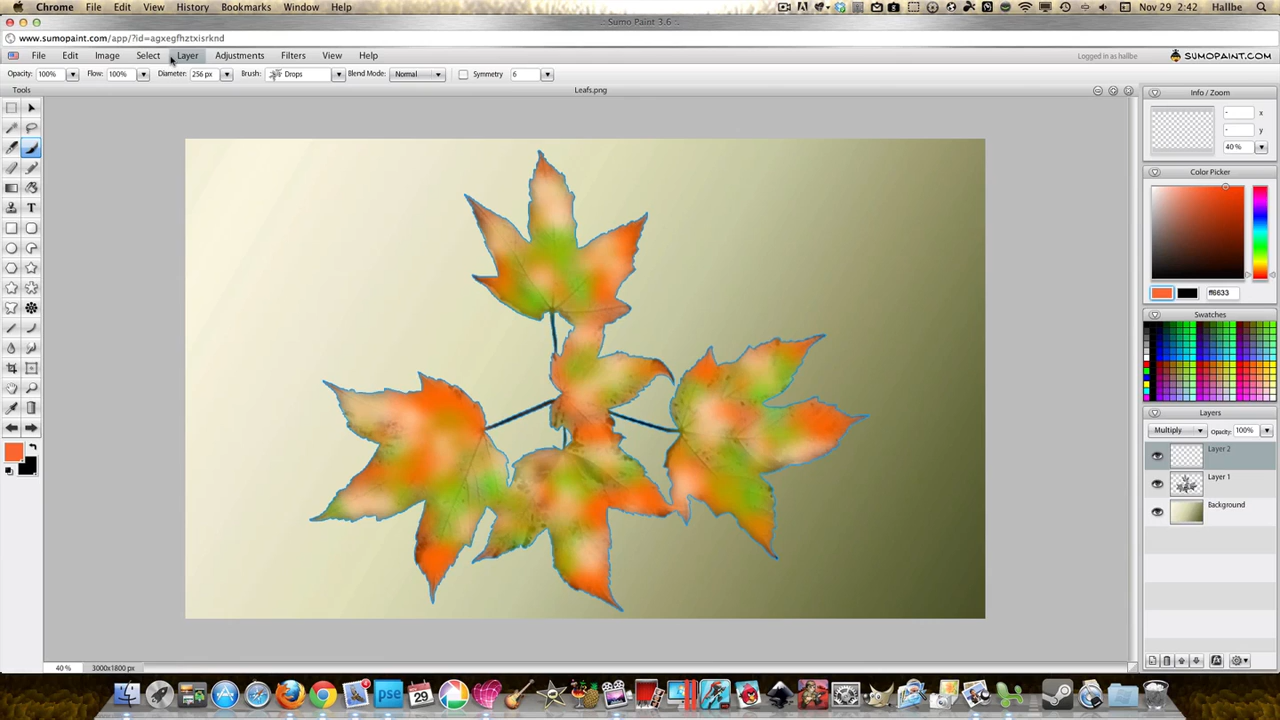 Chrome File Edit View History Bookmarks Window Help Nov 29 2:42 Hallbe
:. Sumo Paint 3.6 :.
www.sumopaint.com/app/?id=agxegfhztxisrknd
File Edit Image Select Layer Adjustments Filters View Help Logged in as hallbe SUMOPAINT.COM
Opacity: 100% Flow: 100% Diameter: 256 px Brush: Drops Blend Mode: Normal Symmetry 6
Tools Leafs.png Info / Zoom
- x
- y
40 %
Color Picker
ff6633
Swatches
Layers
Multiply Opacity: 100%
Layer 2
Layer 1
Background
T
40 % 3000x1800 px
29
pse